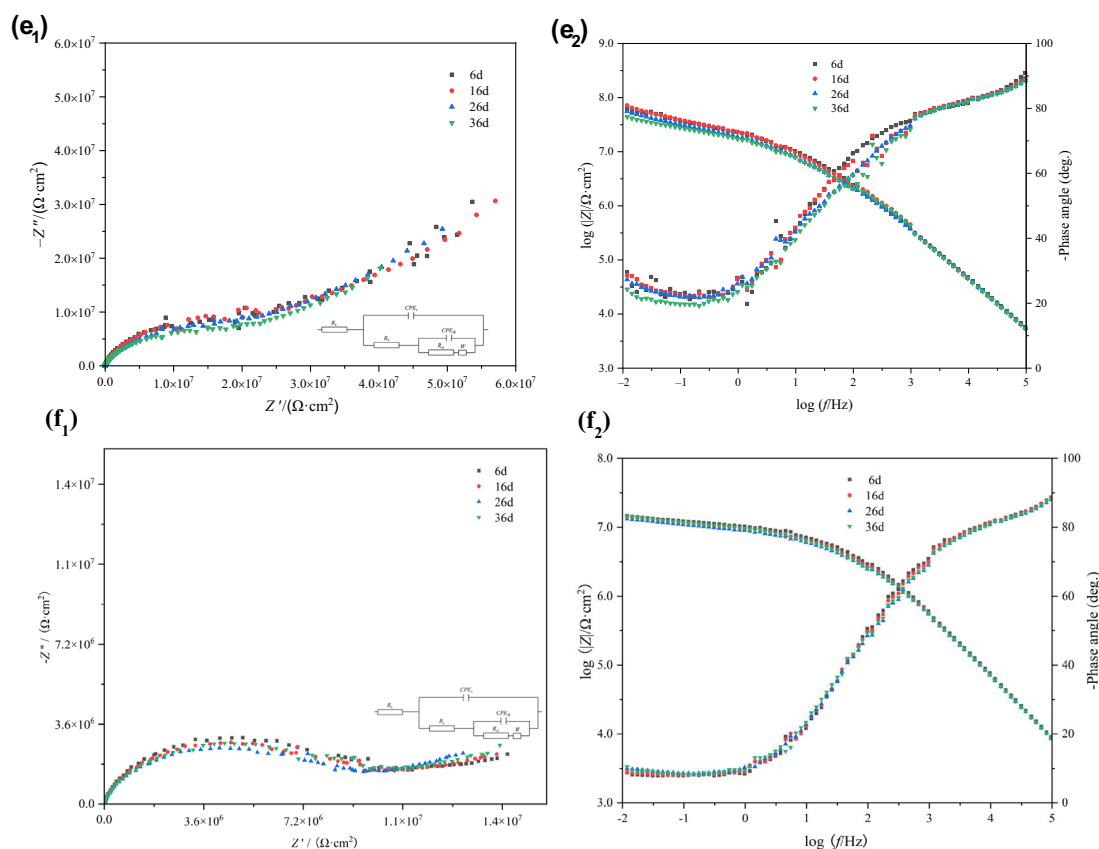 (e₁)
6.0×10⁷
5.0×10⁷
4.0×10⁷
3.0×10⁷
2.0×10⁷
1.0×10⁷
0.0
−Z″/(Ω·cm²)
6d
16d
26d
36d
CPE
R
R
CPE
R
W
0.0
1.0×10⁷
2.0×10⁷
3.0×10⁷
4.0×10⁷
5.0×10⁷
6.0×10⁷
Z′/(Ω·cm²)
(e₂)
9.0
8.0
7.0
6.0
5.0
4.0
3.0
log (|Z|/Ω·cm²)
6d
16d
26d
36d
100
80
60
40
20
0
-Phase angle (deg.)
−2
−1
0
1
2
3
4
5
log (f/Hz)
(f₁)
1.4×10⁷
1.1×10⁷
7.2×10⁶
3.6×10⁶
0.0
-Z″ / (Ω·cm²)
6d
16d
26d
36d
CPE
R
R
CPE
R
W
0.0
3.6×10⁶
7.2×10⁶
1.1×10⁷
1.4×10⁷
Z′ / (Ω·cm²)
(f₂)
8.0
7.0
6.0
5.0
4.0
3.0
log (|Z|/Ω·cm²)
6d
16d
26d
36d
100
80
60
40
20
0
-Phase angle (deg.)
−2
−1
0
1
2
3
4
5
log (f/Hz)